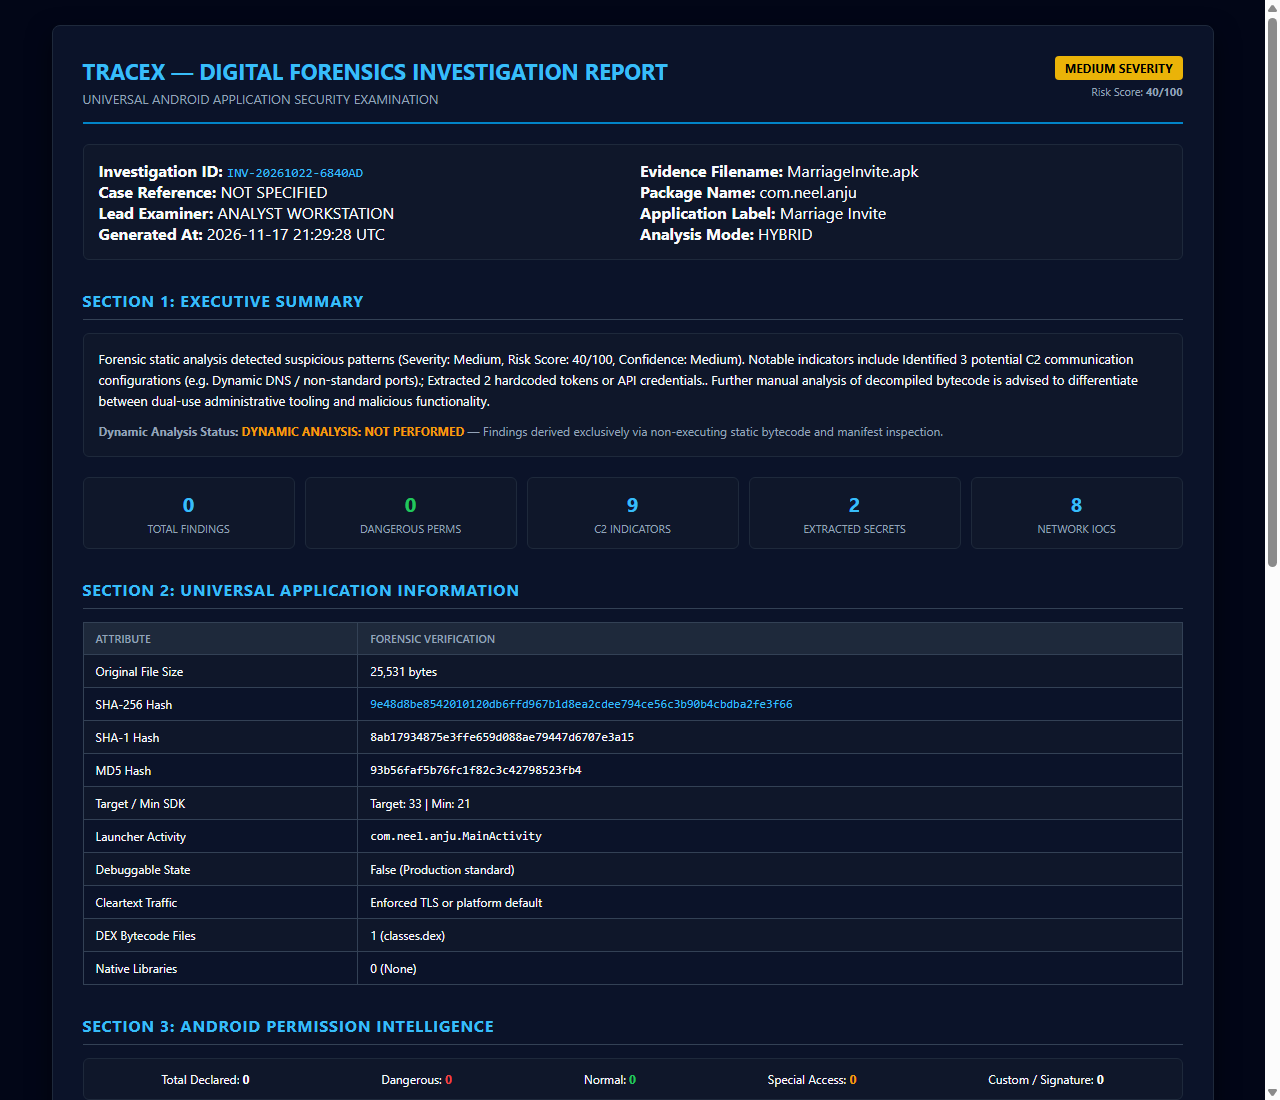 TRACEX — DIGITAL FORENSICS INVESTIGATION REPORT
UNIVERSAL ANDROID APPLICATION SECURITY EXAMINATION
MEDIUM SEVERITY
Risk Score: 40/100
Investigation ID: INV-20261022-6840AD
Case Reference: NOT SPECIFIED
Lead Examiner: ANALYST WORKSTATION
Generated At: 2026-11-17 21:29:28 UTC
Evidence Filename: MarriageInvite.apk
Package Name: com.neel.anju
Application Label: Marriage Invite
Analysis Mode: HYBRID
SECTION 1: EXECUTIVE SUMMARY
Forensic static analysis detected suspicious patterns (Severity: Medium, Risk Score: 40/100, Confidence: Medium). Notable indicators include Identified 3 potential C2 communication
configurations (e.g. Dynamic DNS / non-standard ports).; Extracted 2 hardcoded tokens or API credentials.. Further manual analysis of decompiled bytecode is advised to differentiate
between dual-use administrative tooling and malicious functionality.
Dynamic Analysis Status: DYNAMIC ANALYSIS: NOT PERFORMED — Findings derived exclusively via non-executing static bytecode and manifest inspection.
0
TOTAL FINDINGS
0
DANGEROUS PERMS
9
C2 INDICATORS
2
EXTRACTED SECRETS
8
NETWORK IOCS
SECTION 2: UNIVERSAL APPLICATION INFORMATION
ATTRIBUTE FORENSIC VERIFICATION
Original File Size 25,531 bytes
SHA-256 Hash 9e48d8be8542010120db6ffd967b1d8ea2cdee794ce56c3b90b4cbdba2fe3f66
SHA-1 Hash 8ab17934875e3ffe659d088ae79447d6707e3a15
MD5 Hash 93b56faf5b76fc1f82c3c42798523fb4
Target / Min SDK Target: 33 | Min: 21
Launcher Activity com.neel.anju.MainActivity
Debuggable State False (Production standard)
Cleartext Traffic Enforced TLS or platform default
DEX Bytecode Files 1 (classes.dex)
Native Libraries 0 (None)
SECTION 3: ANDROID PERMISSION INTELLIGENCE
Total Declared: 0 Dangerous: 0 Normal: 0 Special Access: 0 Custom / Signature: 0